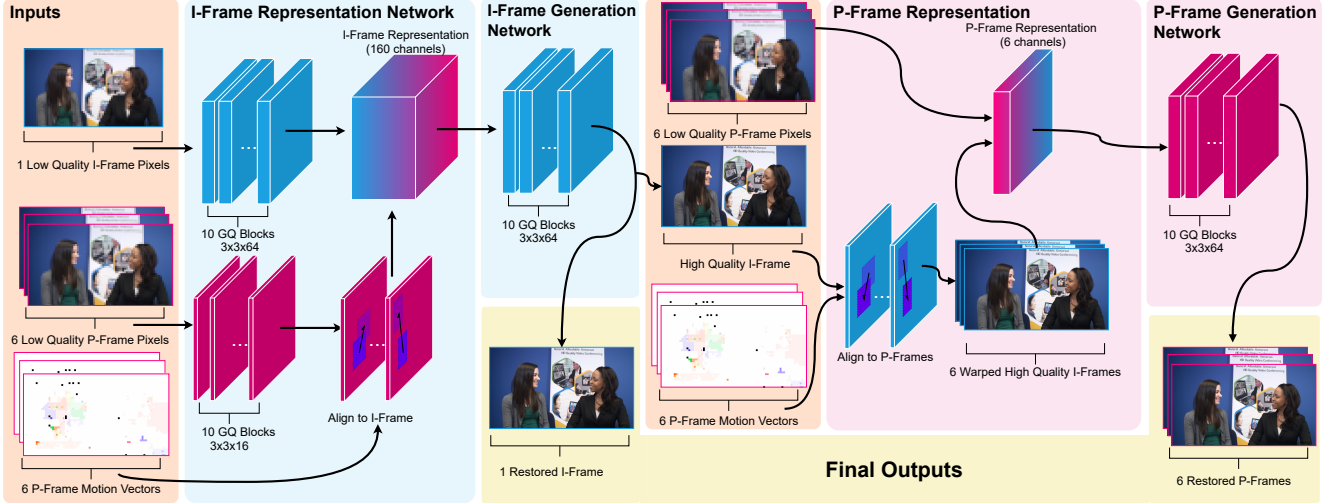 Inputs
1 Low Quality I-Frame Pixels
6 Low Quality P-Frame Pixels
6 P-Frame Motion Vectors
I-Frame Representation Network
I-Frame Representation
(160 channels)
...
10 GQ Blocks
3x3x64
...
10 GQ Blocks
3x3x16
...
Align to I-Frame
I-Frame Generation
Network
...
10 GQ Blocks
3x3x64
1 Restored I-Frame
6 Low Quality P-Frame Pixels
High Quality I-Frame
6 P-Frame Motion Vectors
P-Frame Representation
P-Frame Representation
(6 channels)
...
Align to P-Frames
6 Warped High Quality I-Frames
P-Frame Generation
Network
...
10 GQ Blocks
3x3x64
6 Restored P-Frames
Final Outputs